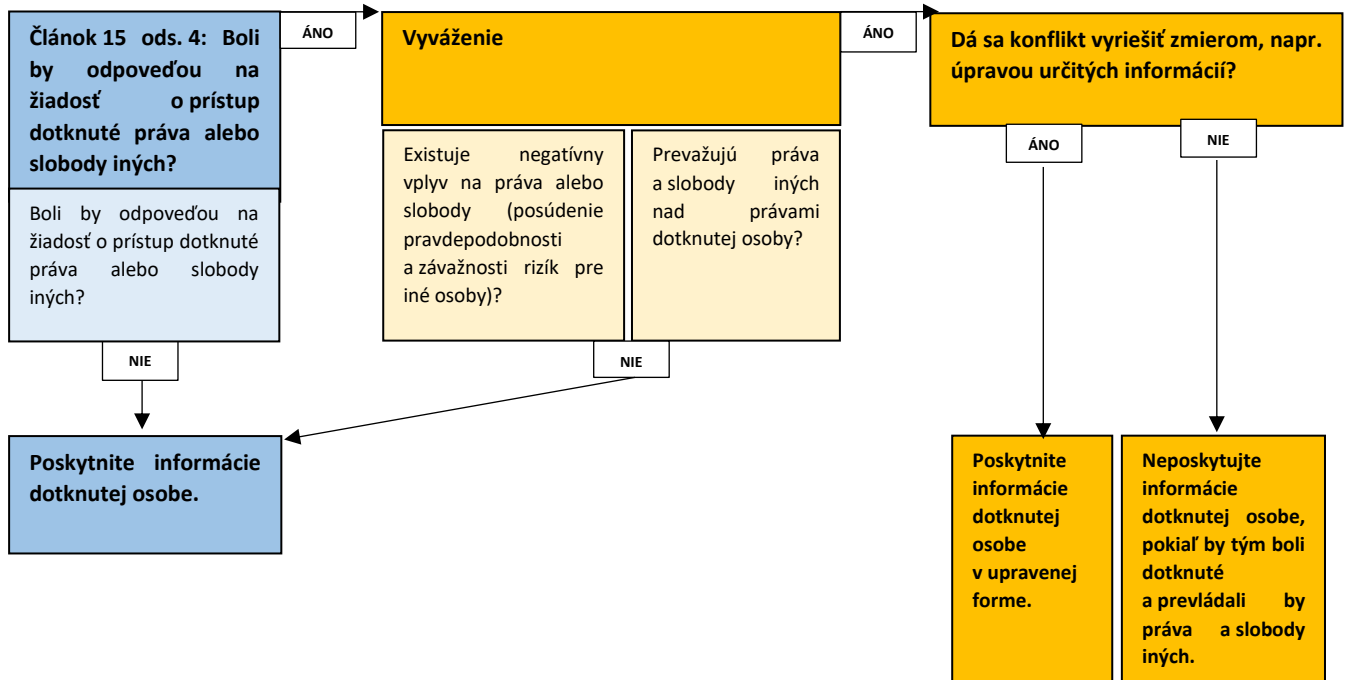 Článok 15 ods. 4: Boli
by odpoveďou na
žiadosť o prístup
dotknuté práva alebo
slobody iných?
ÁNO
Boli by odpoveďou na
žiadosť o prístup dotknuté
práva alebo slobody
iných?
NIE
Poskytnite informácie
dotknutej osobe.
Vyváženie
ÁNO
Existuje negatívny
vplyv na práva alebo
slobody (posúdenie
pravdepodobnosti
a závažnosti rizík pre
iné osoby)?
Prevažujú práva
a slobody iných
nad právami
dotknutej osoby?
NIE
Dá sa konflikt vyriešiť zmierom, napr.
úpravou určitých informácií?
ÁNO
NIE
Poskytnite
informácie
dotknutej
osobe
v upravenej
forme.
Neposkytujte
informácie
dotknutej osobe,
pokiaľ by tým boli
dotknuté
a prevládali by
práva a slobody
iných.